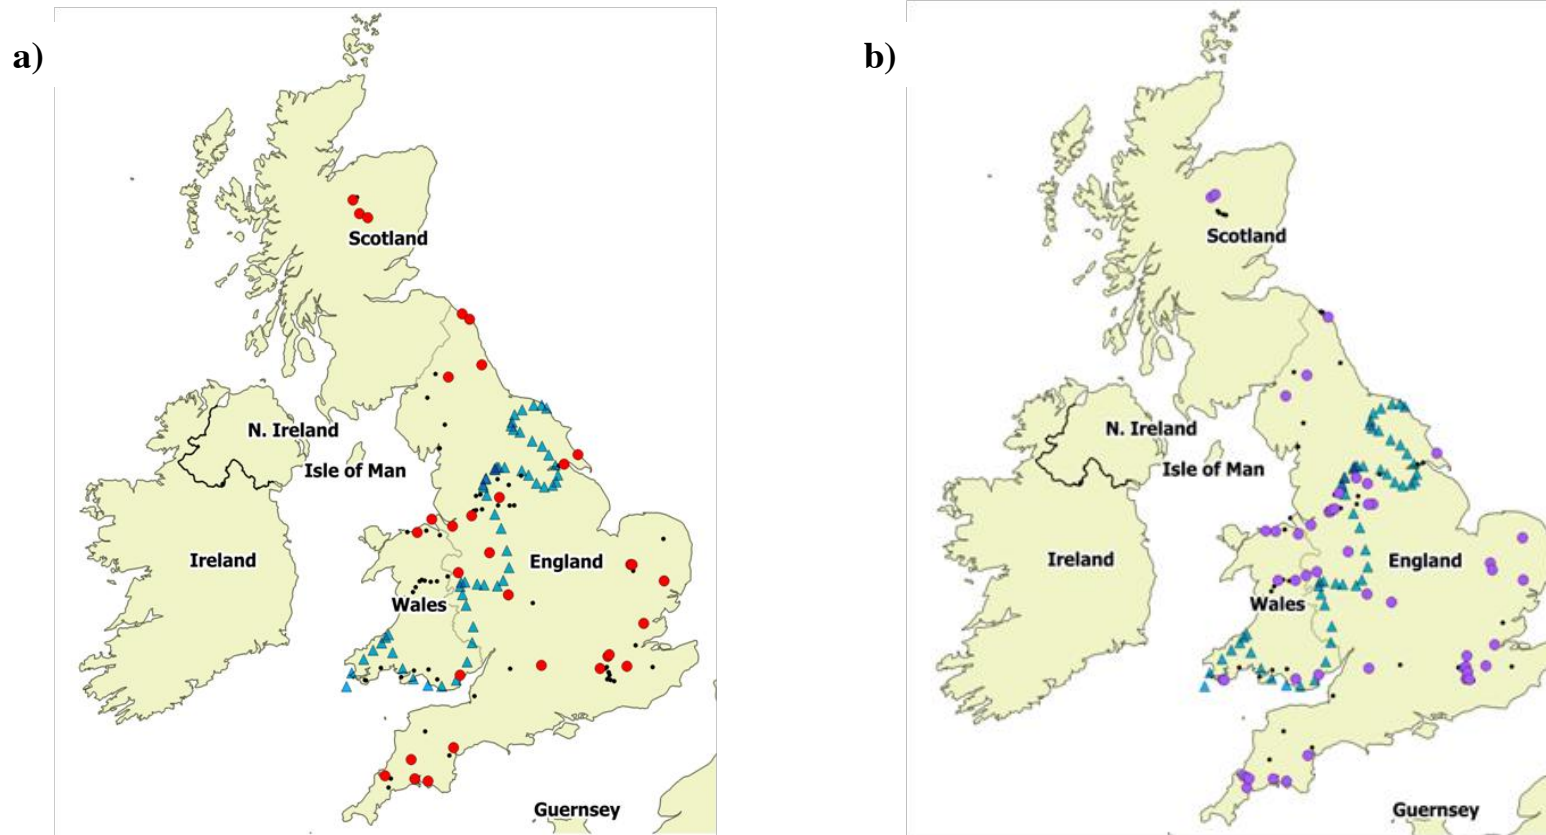 a)
Scotland
N. Ireland
Isle of Man
Ireland
England
Wales
Guernsey
b)
Scotland
N. Ireland
Isle of Man
Ireland
England
Wales
Guernsey